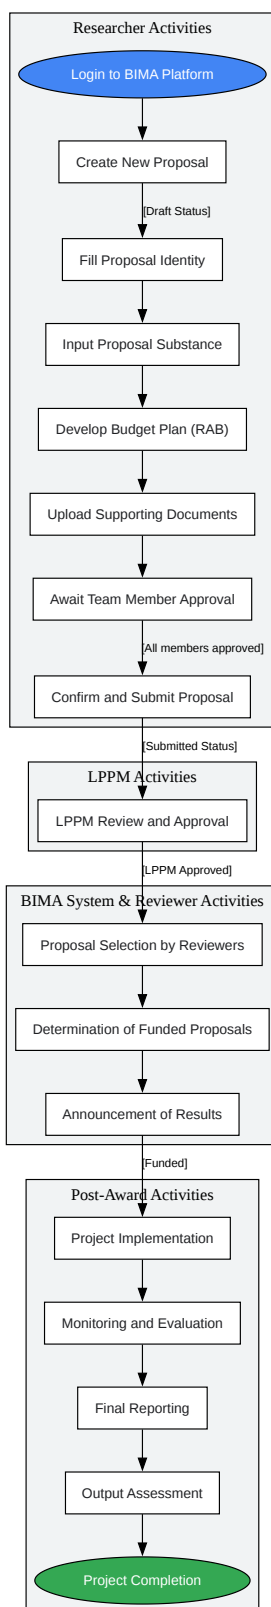 Researcher Activities
Login to BIMA Platform
Create New Proposal
[Draft Status]
Fill Proposal Identity
Input Proposal Substance
Develop Budget Plan (RAB)
Upload Supporting Documents
Await Team Member Approval
[All members approved]
Confirm and Submit Proposal
[Submitted Status]
LPPM Activities
LPPM Review and Approval
[LPPM Approved]
BIMA System & Reviewer Activities
Proposal Selection by Reviewers
Determination of Funded Proposals
Announcement of Results
[Funded]
Post-Award Activities
Project Implementation
Monitoring and Evaluation
Final Reporting
Output Assessment
Project Completion